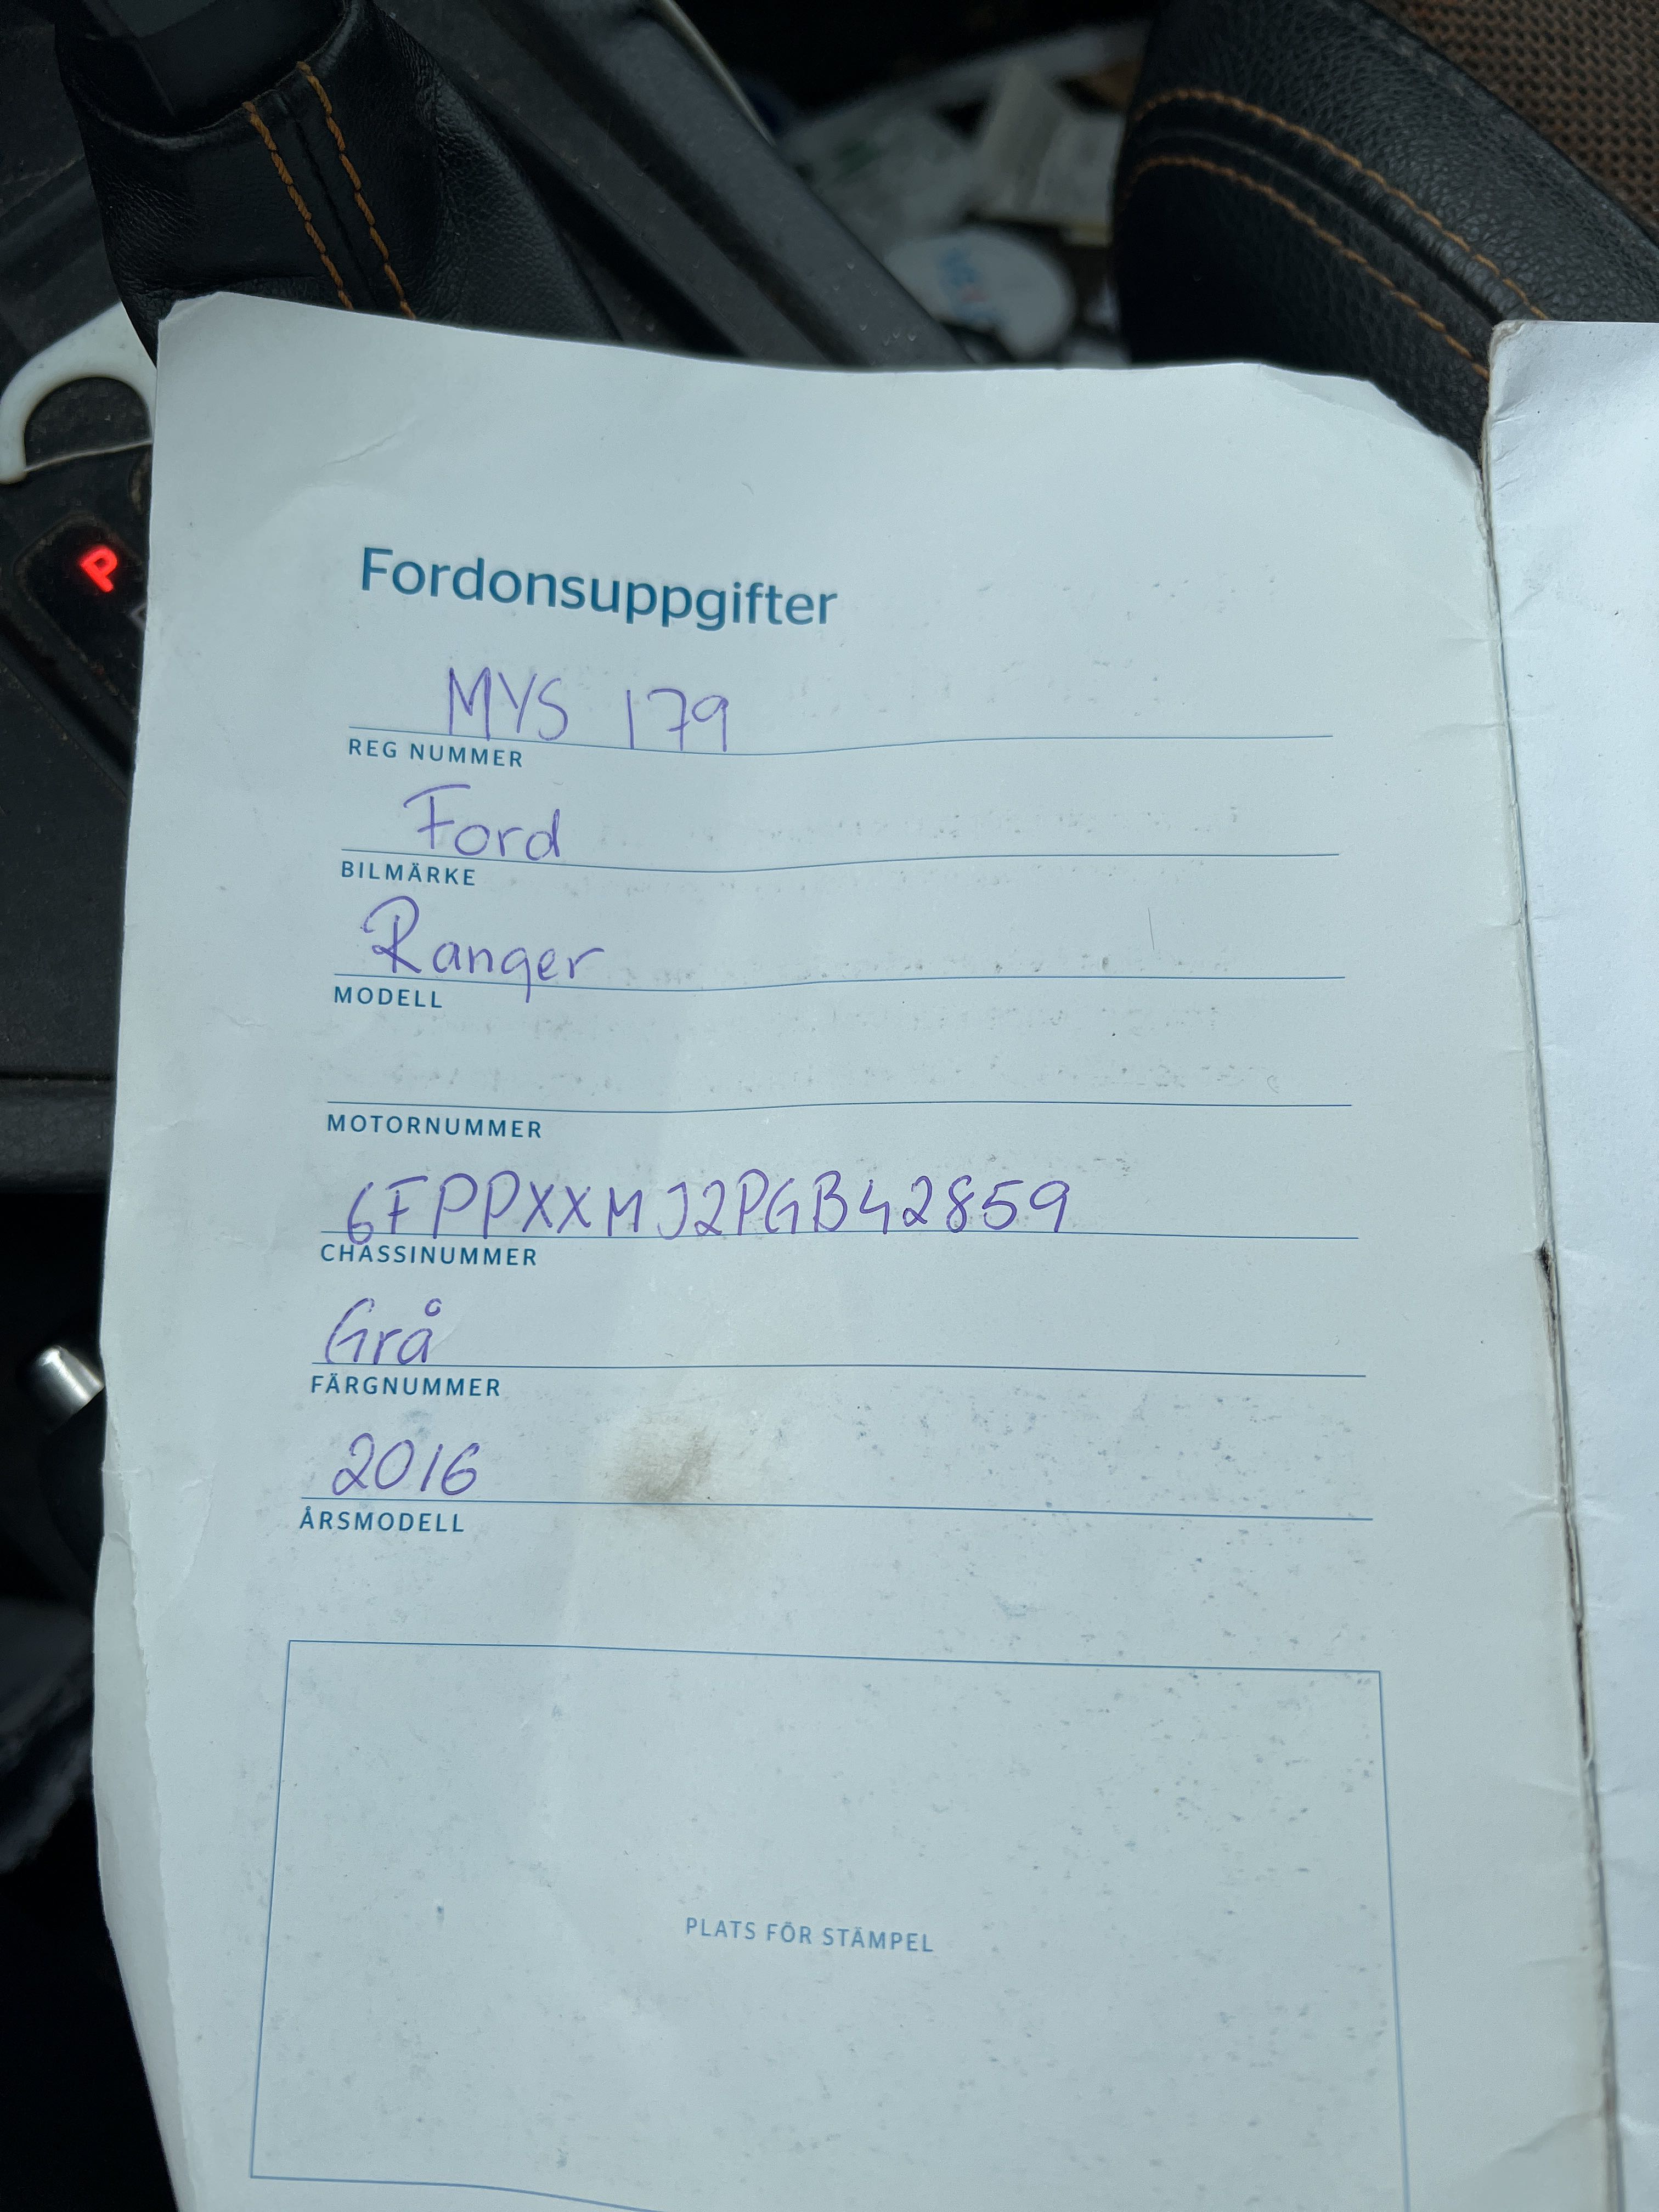 P
Fordonsuppgifter
MYS 179
REG NUMMER
Ford
BILMÄRKE
Ranger
MODELL
MOTORNUMMER
6FPPXXMJ2PGB42859
CHASSINUMMER
Grå
FÄRGNUMMER
2016
ÅRSMODELL
PLATS FÖR STÄMPEL